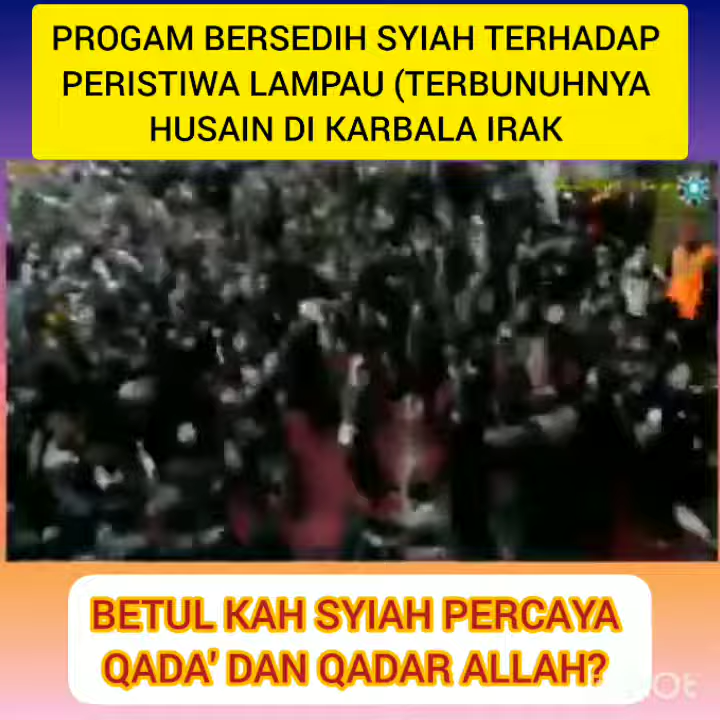 PROGAM BERSEDIH SYIAH TERHADAP
PERISTIWA LAMPAU (TERBUNUHNYA
HUSAIN DI KARBALA IRAK
BETUL KAH SYIAH PERCAYA
QADA' DAN QADAR ALLAH?